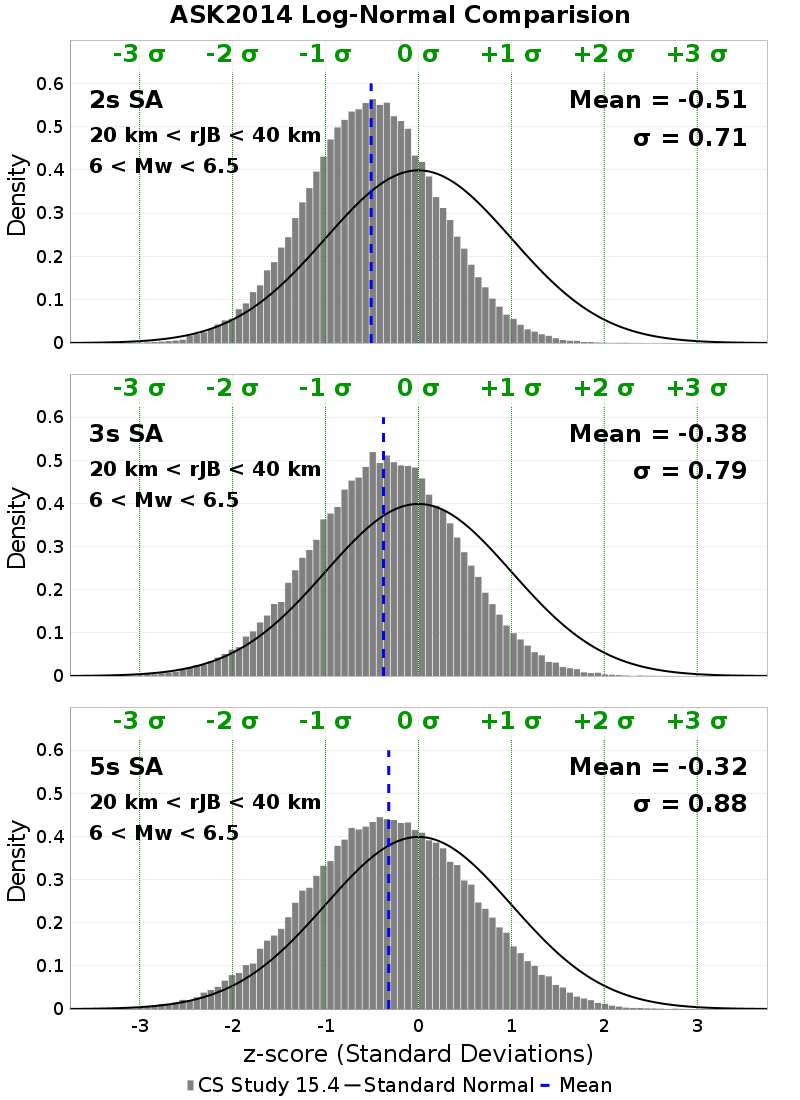 ASK2014 Log-Normal Comparision
-3 σ -2 σ -1 σ 0 σ +1 σ +2 σ +3 σ
0.6
2s SA Mean = -0.51
0.5
20 km < rJB < 40 km σ = 0.71
6 < Mw < 6.5
0.4
0.3
0.2
0.1
0
Density
-3 σ -2 σ -1 σ 0 σ +1 σ +2 σ +3 σ
0.6
3s SA Mean = -0.38
0.5
20 km < rJB < 40 km σ = 0.79
6 < Mw < 6.5
0.4
0.3
0.2
0.1
0
Density
-3 σ -2 σ -1 σ 0 σ +1 σ +2 σ +3 σ
0.6
5s SA Mean = -0.32
0.5
20 km < rJB < 40 km σ = 0.88
6 < Mw < 6.5
0.4
0.3
0.2
0.1
0
Density
-3 -2 -1 0 1 2 3
z-score (Standard Deviations)
CS Study 15.4 Standard Normal Mean